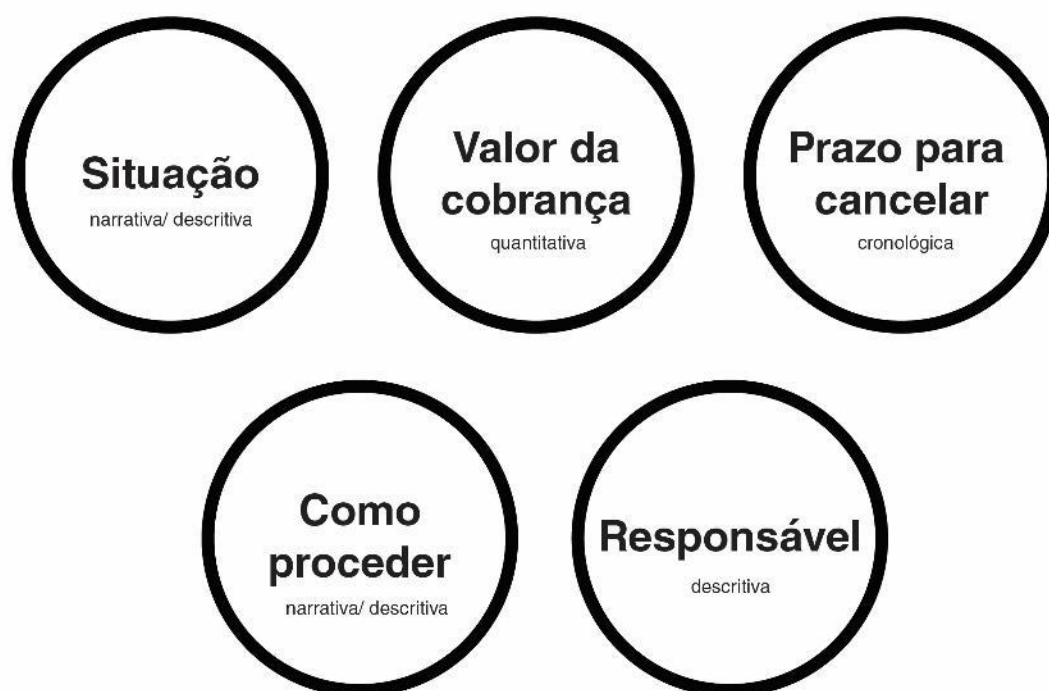 Situação
narrativa/ descritiva
Valor da
cobrança
quantitativa
Prazo para
cancelar
cronológica
Como
proceder
narrativa/ descritiva
Responsável
descritiva